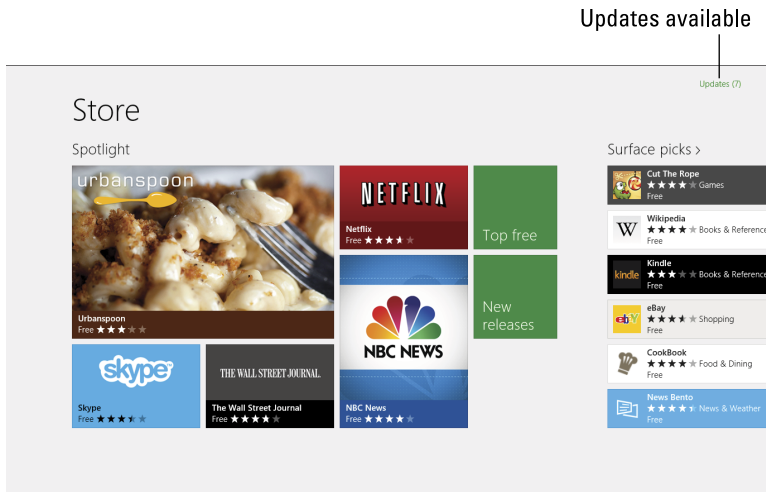 Updates available
Updates (7)
Store
Spotlight
urbanspoon
Urbanspoon
Free
skype
Skype
Free
THE WALL STREET JOURNAL.
The Wall Street Journal
Free
NETFLIX
Netflix
Free
NBC NEWS
NBC News
Free
Top free
New
releases
Surface picks >
Cut The Rope
Games
Free
W
Wikipedia
Books & Reference
Free
kindle
Kindle
Books & Reference
Free
ebY
eBay
Shopping
Free
CookBook
Food & Dining
Free
News Bento
News & Weather
Free